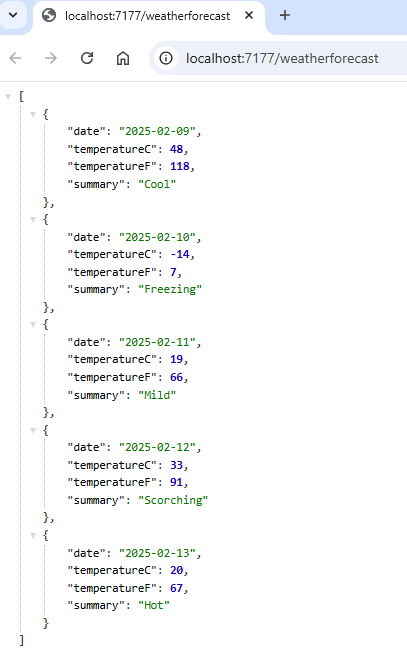 localhost:7177/weatherforecast
localhost:7177/weatherforecast
[
{
"date": "2025-02-09",
"temperatureC": 48,
"temperatureF": 118,
"summary": "Cool"
},
{
"date": "2025-02-10",
"temperatureC": -14,
"temperatureF": 7,
"summary": "Freezing"
},
{
"date": "2025-02-11",
"temperatureC": 19,
"temperatureF": 66,
"summary": "Mild"
},
{
"date": "2025-02-12",
"temperatureC": 33,
"temperatureF": 91,
"summary": "Scorching"
},
{
"date": "2025-02-13",
"temperatureC": 20,
"temperatureF": 67,
"summary": "Hot"
}
]